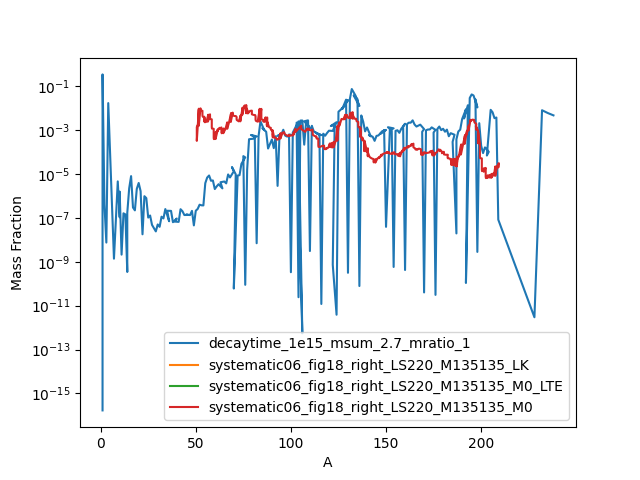 10⁻¹
10⁻³
10⁻⁵
10⁻⁷
10⁻⁹
10⁻¹¹
10⁻¹³
10⁻¹⁵
Mass Fraction
decaytime_1e15_msum_2.7_mratio_1
systematic06_fig18_right_LS220_M135135_LK
systematic06_fig18_right_LS220_M135135_M0_LTE
systematic06_fig18_right_LS220_M135135_M0
0 50 100 150 200
A